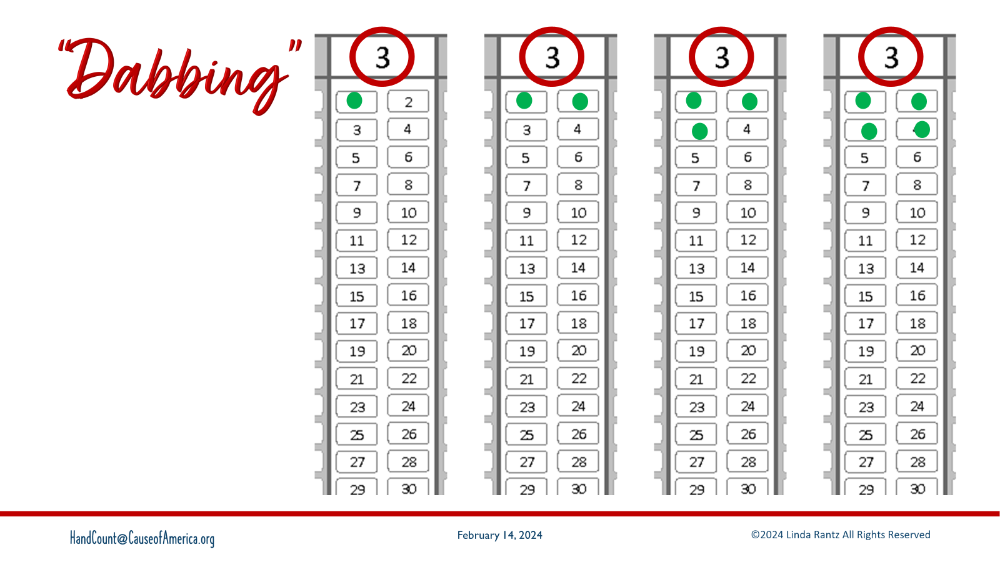 “Dabbing”
3 3 3 3
2
3 4 3 4 4
5 6 5 6 5 6 5 6
7 8 7 8 7 8 7 8
9 10 9 10 9 10 9 10
11 12 11 12 11 12 11 12
13 14 13 14 13 14 13 14
15 16 15 16 15 16 15 16
17 18 17 18 17 18 17 18
19 20 19 20 19 20 19 20
21 22 21 22 21 22 21 22
23 24 23 24 23 24 23 24
25 26 25 26 25 26 25 26
27 28 27 28 27 28 27 28
29 30 29 30 29 30 29 30
HandCount@CauseofAmerica.org
February 14, 2024
©2024 Linda Rantz All Rights Reserved